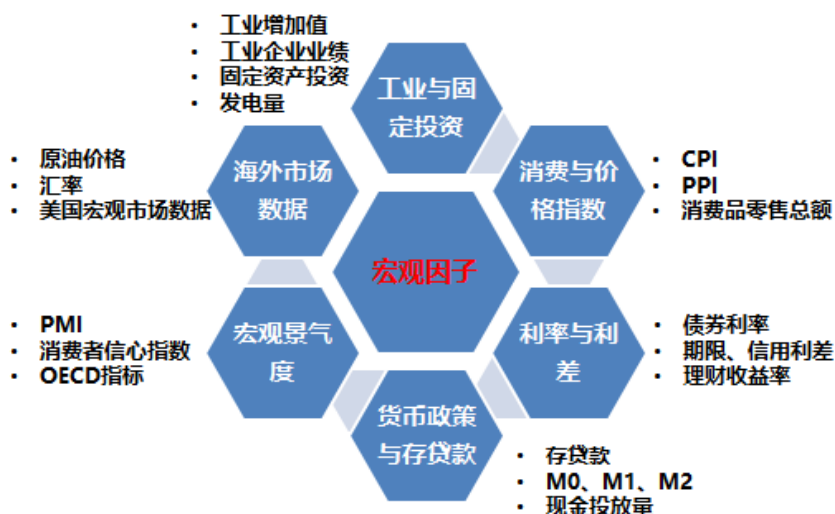 • 工业增加值
• 工业企业业绩
• 固定资产投资
• 发电量
工业与固
定投资
• 原油价格
• 汇率
• 美国宏观市场数据
海外市场
数据
消费与价
格指数
• CPI
• PPI
• 消费品零售总额
宏观因子
• PMI
• 消费者信心指数
• OECD指标
宏观景气
度
利率与利
差
• 债券利率
• 期限、信用利差
• 理财收益率
货币政策
与存贷款
• 存贷款
• M0、M1、M2
• 现金投放量